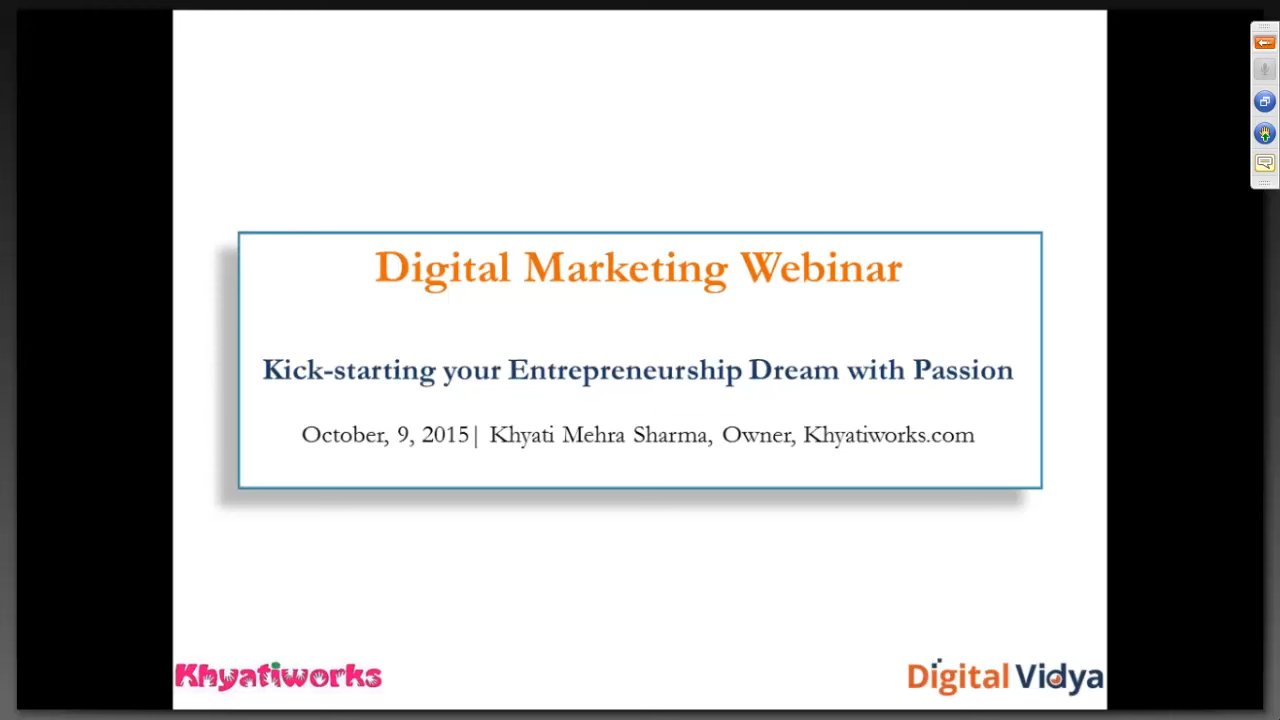 Digital Marketing Webinar
Kick-starting your Entrepreneurship Dream with Passion
October, 9, 2015| Khyati Mehra Sharma, Owner, Khyatiworks.com
Khyatiworks
Digital Vidya